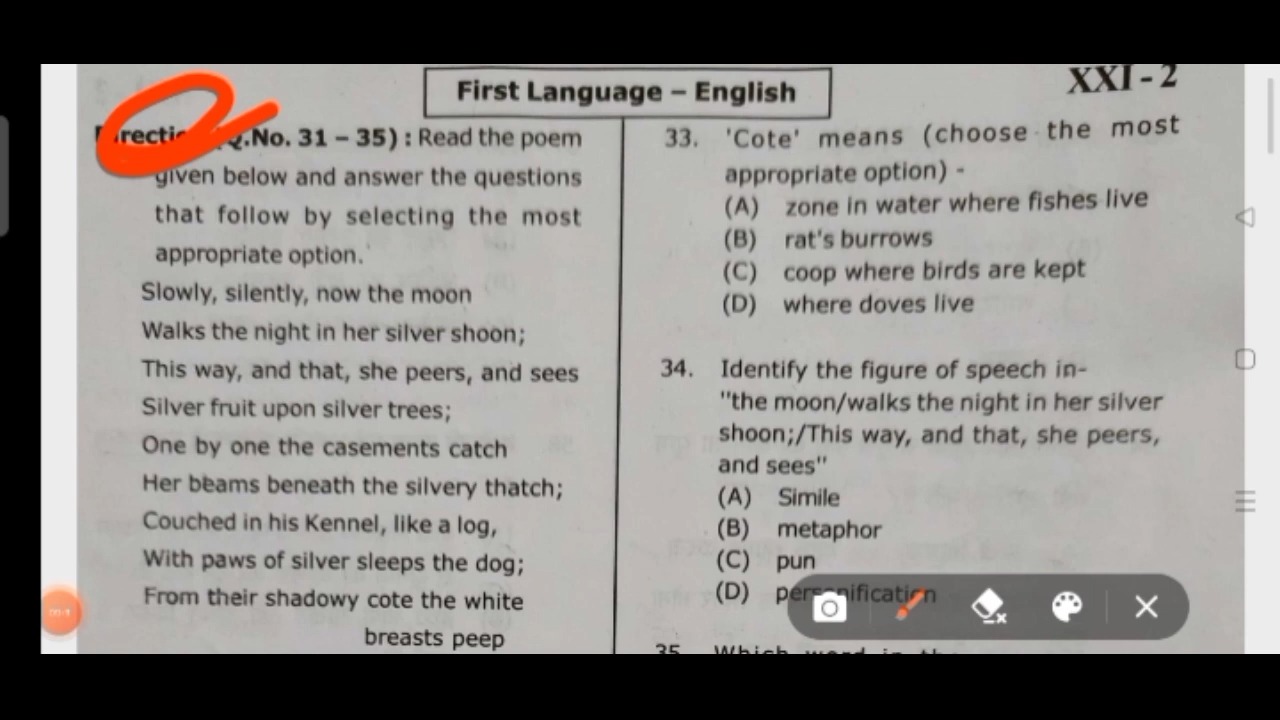 First Language – English
XXI - 2
(Q.No. 31 – 35) : Read the poem
given below and answer the questions
that follow by selecting the most
appropriate option.
Slowly, silently, now the moon
Walks the night in her silver shoon;
This way, and that, she peers, and sees
Silver fruit upon silver trees;
One by one the casements catch
Her beams beneath the silvery thatch;
Couched in his Kennel, like a log,
With paws of silver sleeps the dog;
From their shadowy cote the white
breasts peep
33. 'Cote' means (choose the most
appropriate option) -
(A) zone in water where fishes live
(B) rat's burrows
(C) coop where birds are kept
(D) where doves live
34. Identify the figure of speech in-
"the moon/walks the night in her silver
shoon;/This way, and that, she peers,
and sees"
(A) Simile
(B) metaphor
(C) pun
(D) personification
35. Which word in